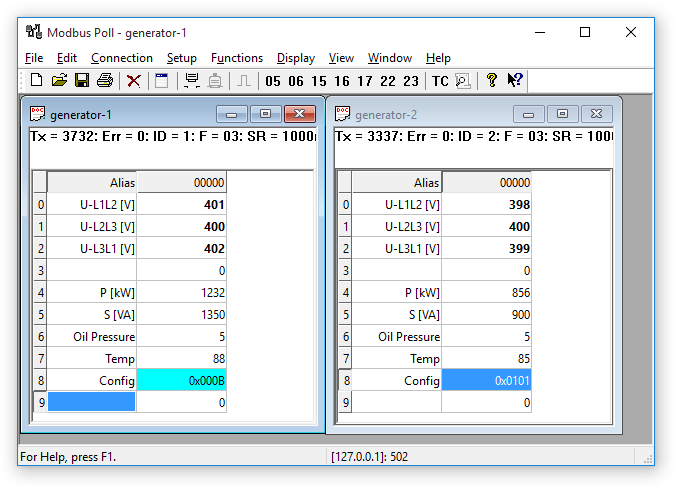 Modbus Poll - generator-1
File Edit Connection Setup Functions Display View Window Help
05 06 15 16 17 22 23 TC
generator-1
Tx = 3732: Err = 0: ID = 1: F = 03: SR = 1000
Alias 00000
0 U-L1L2 [V] 401
1 U-L2L3 [V] 400
2 U-L3L1 [V] 402
3 0
4 P [kW] 1232
5 S [VA] 1350
6 Oil Pressure 5
7 Temp 88
8 Config 0x000B
9 0
generator-2
Tx = 3337: Err = 0: ID = 2: F = 03: SR = 100
Alias 00000
0 U-L1L2 [V] 398
1 U-L2L3 [V] 400
2 U-L3L1 [V] 399
3 0
4 P [kW] 856
5 S [VA] 900
6 Oil Pressure 5
7 Temp 85
8 Config 0x0101
9 0
For Help, press F1. [127.0.0.1]: 502